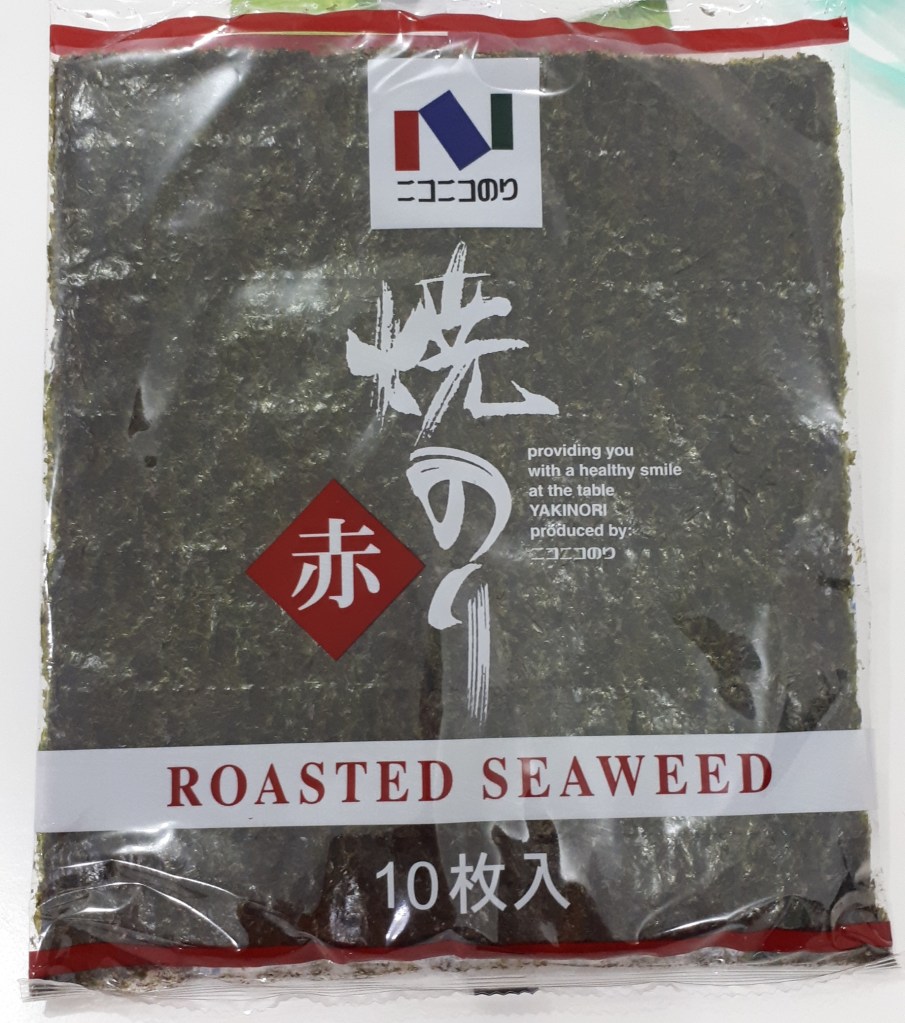 ニコニコのり
焼のり
providing you
with a healthy smile
at the table
YAKINORI
produced by:
ニコニコのり
赤
ROASTED SEAWEED
10枚入